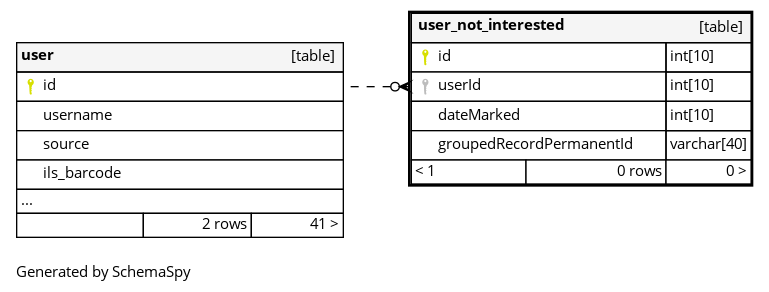 user [table]
id
username
source
ils_barcode
...
2 rows 41 >
user_not_interested [table]
id int[10]
userId int[10]
dateMarked int[10]
groupedRecordPermanentId varchar[40]
< 1 0 rows 0 >
Generated by SchemaSpy